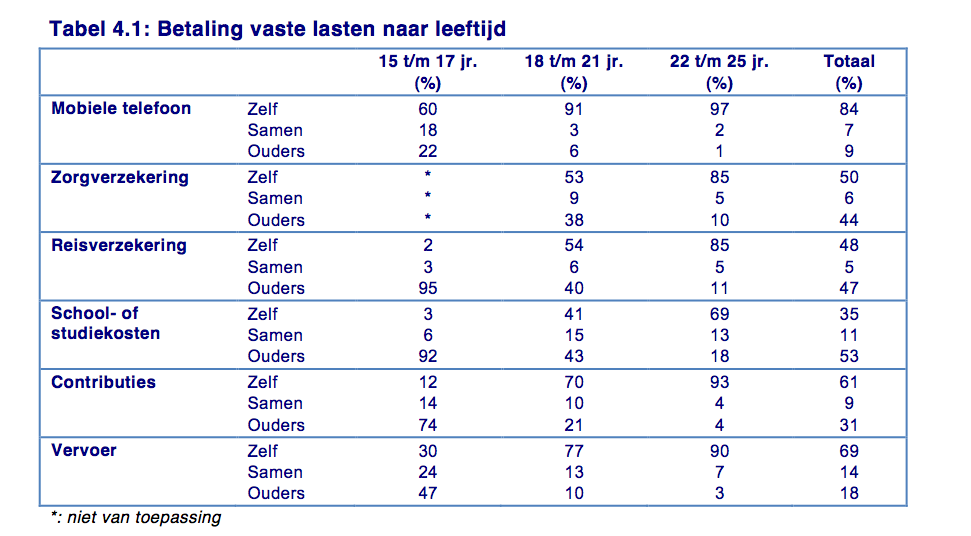 Tabel 4.1: Betaling vaste lasten naar leeftijd
15 t/m 17 jr. 18 t/m 21 jr. 22 t/m 25 jr. Totaal
(%) (%) (%) (%)
Mobiele telefoon Zelf 60 91 97 84
Samen 18 3 2 7
Ouders 22 6 1 9
Zorgverzekering Zelf * 53 85 50
Samen * 9 5 6
Ouders * 38 10 44
Reisverzekering Zelf 2 54 85 48
Samen 3 6 5 5
Ouders 95 40 11 47
School- of Zelf 3 41 69 35
studiekosten Samen 6 15 13 11
Ouders 92 43 18 53
Contributies Zelf 12 70 93 61
Samen 14 10 4 9
Ouders 74 21 4 31
Vervoer Zelf 30 77 90 69
Samen 24 13 7 14
Ouders 47 10 3 18
*: niet van toepassing